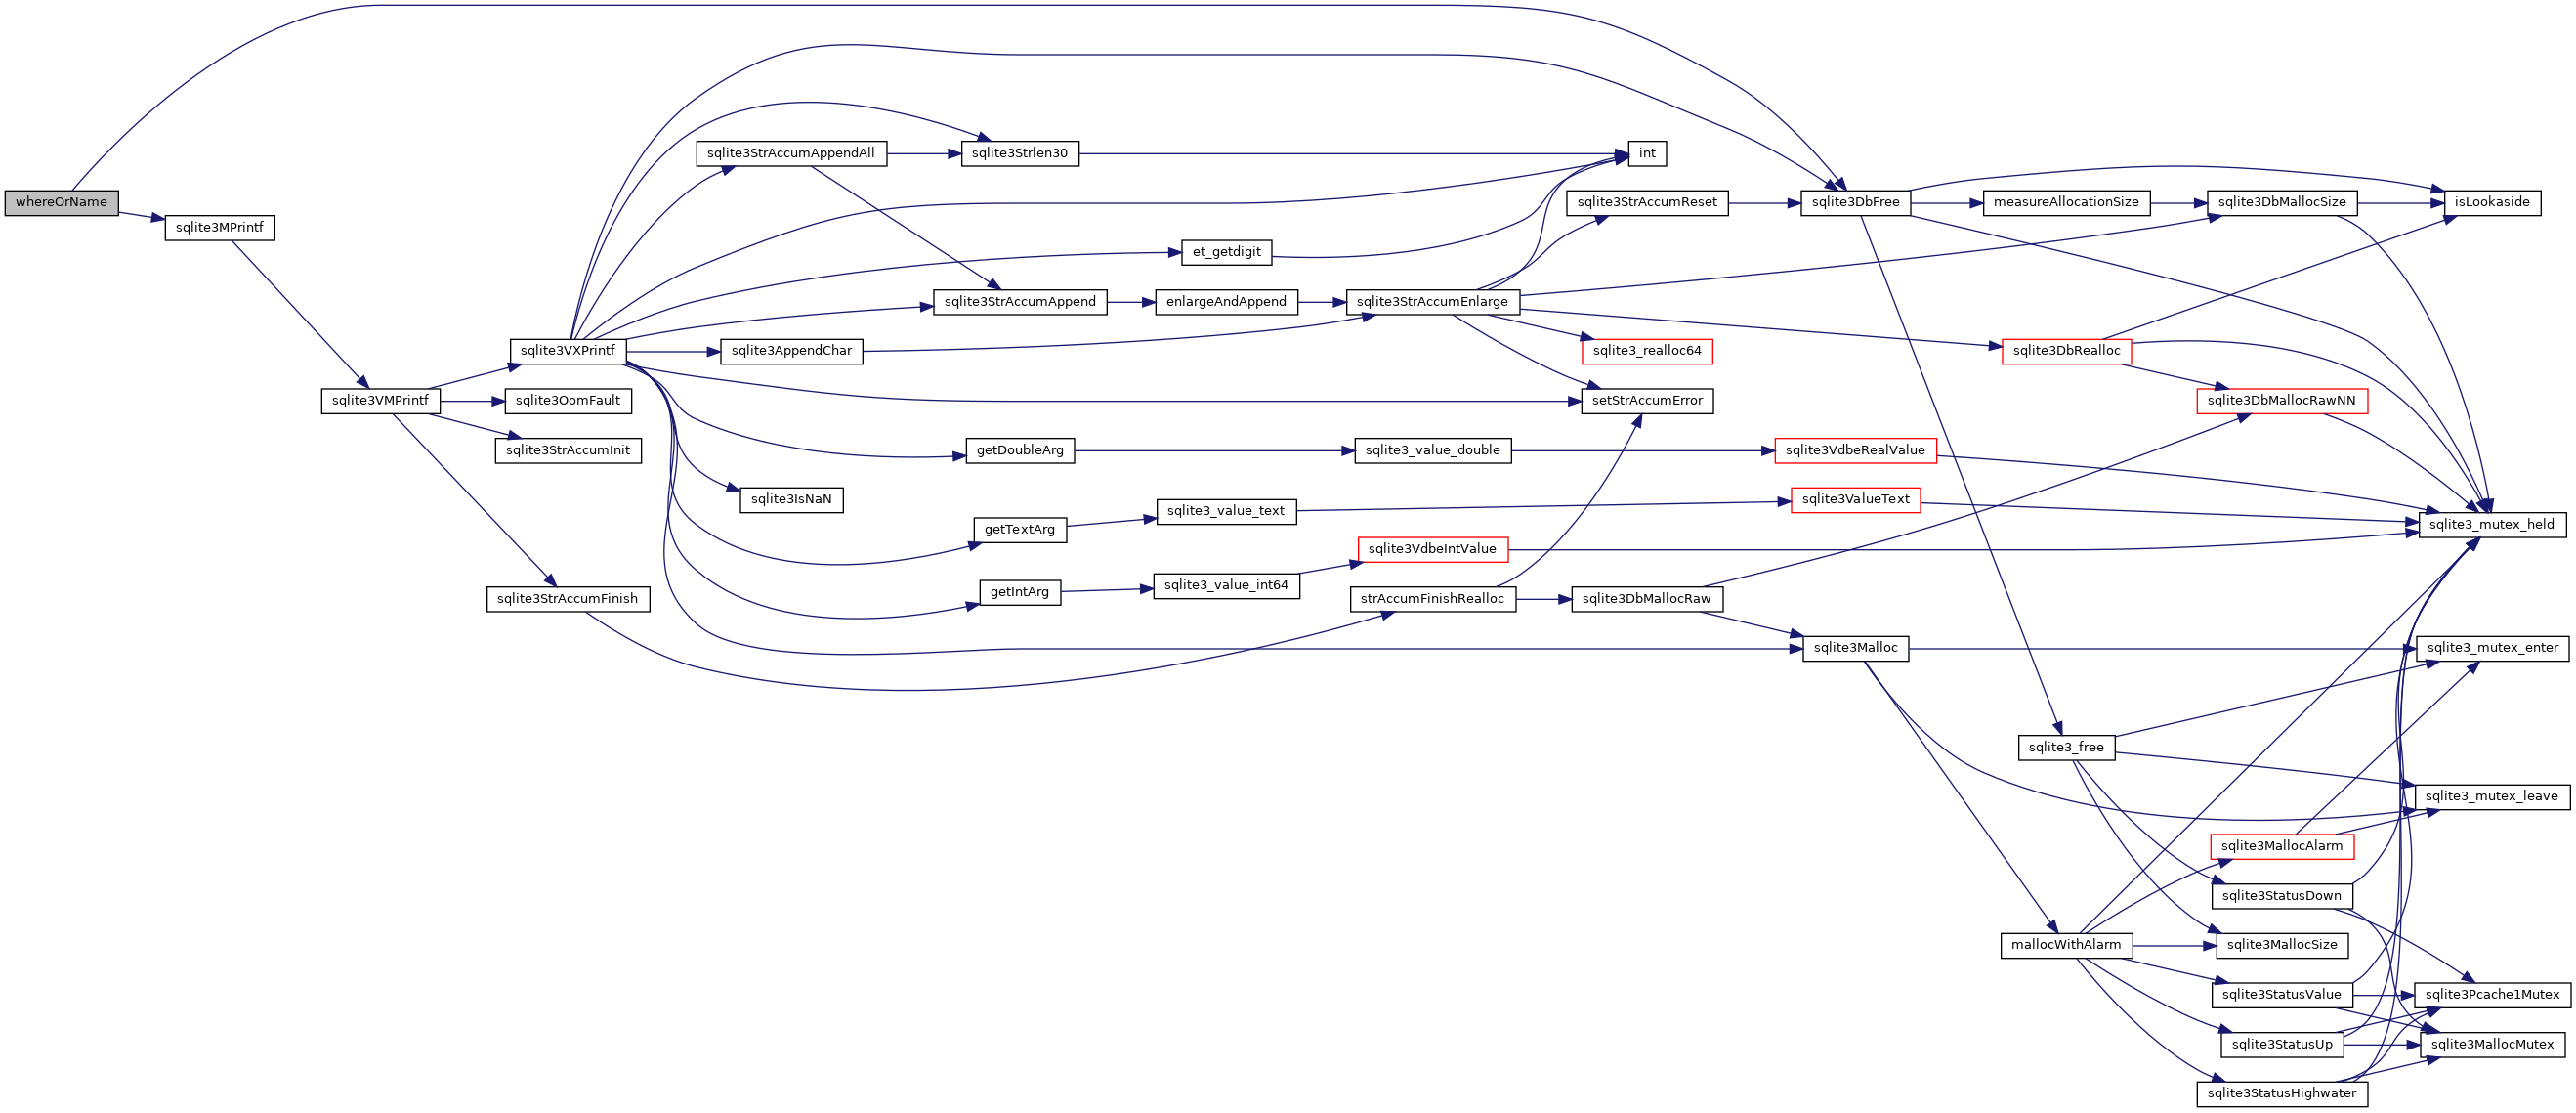 whereOrName
sqlite3MPrintf
sqlite3VMPrintf
sqlite3VXPrintf
sqlite3OomFault
sqlite3StrAccumInit
sqlite3StrAccumFinish
sqlite3StrAccumAppendAll
sqlite3AppendChar
sqlite3IsNaN
sqlite3Strlen30
sqlite3StrAccumAppend
getDoubleArg
getTextArg
getIntArg
et_getdigit
enlargeAndAppend
sqlite3_value_text
sqlite3_value_int64
sqlite3StrAccumEnlarge
sqlite3_value_double
sqlite3VdbeIntValue
strAccumFinishRealloc
int
sqlite3StrAccumReset
sqlite3_realloc64
setStrAccumError
sqlite3DbMallocRaw
sqlite3DbFree
sqlite3VdbeRealValue
sqlite3ValueText
sqlite3Malloc
measureAllocationSize
sqlite3DbRealloc
sqlite3_free
mallocWithAlarm
sqlite3DbMallocSize
sqlite3DbMallocRawNN
sqlite3MallocAlarm
sqlite3StatusDown
sqlite3MallocSize
sqlite3StatusValue
sqlite3StatusUp
sqlite3StatusHighwater
isLookaside
sqlite3_mutex_held
sqlite3_mutex_enter
sqlite3_mutex_leave
sqlite3Pcache1Mutex
sqlite3MallocMutex